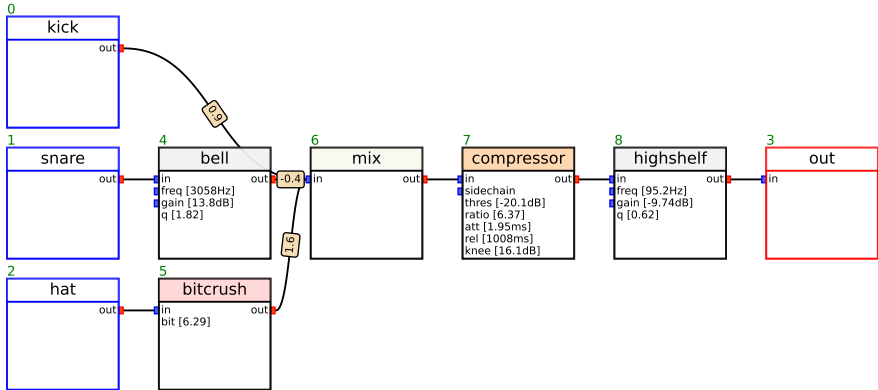 0
kick
out
0.9
1
snare
out
4
bell
in
out
freq [3058Hz]
gain [13.8dB]
q [1.82]
-0.4
6
mix
in
out
7
compressor
in
out
sidechain
thres [-20.1dB]
ratio [6.37]
att [1.95ms]
rel [1008ms]
knee [16.1dB]
8
highshelf
in
out
freq [95.2Hz]
gain [-9.74dB]
q [0.62]
3
out
in
1.6
2
hat
out
5
bitcrush
in
out
bit [6.29]